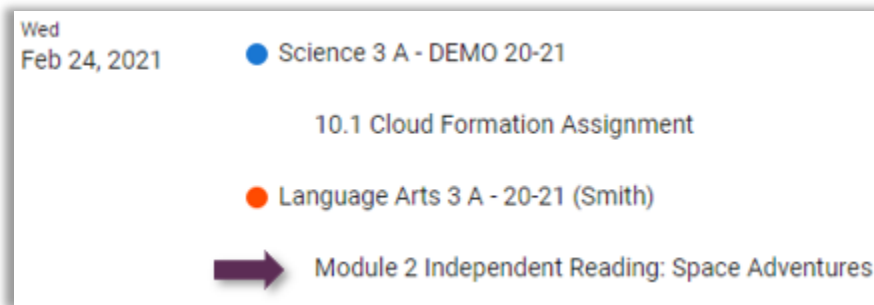 Wed
Feb 24, 2021
Science 3 A - DEMO 20-21
10.1 Cloud Formation Assignment
Language Arts 3 A - 20-21 (Smith)
Module 2 Independent Reading: Space Adventures